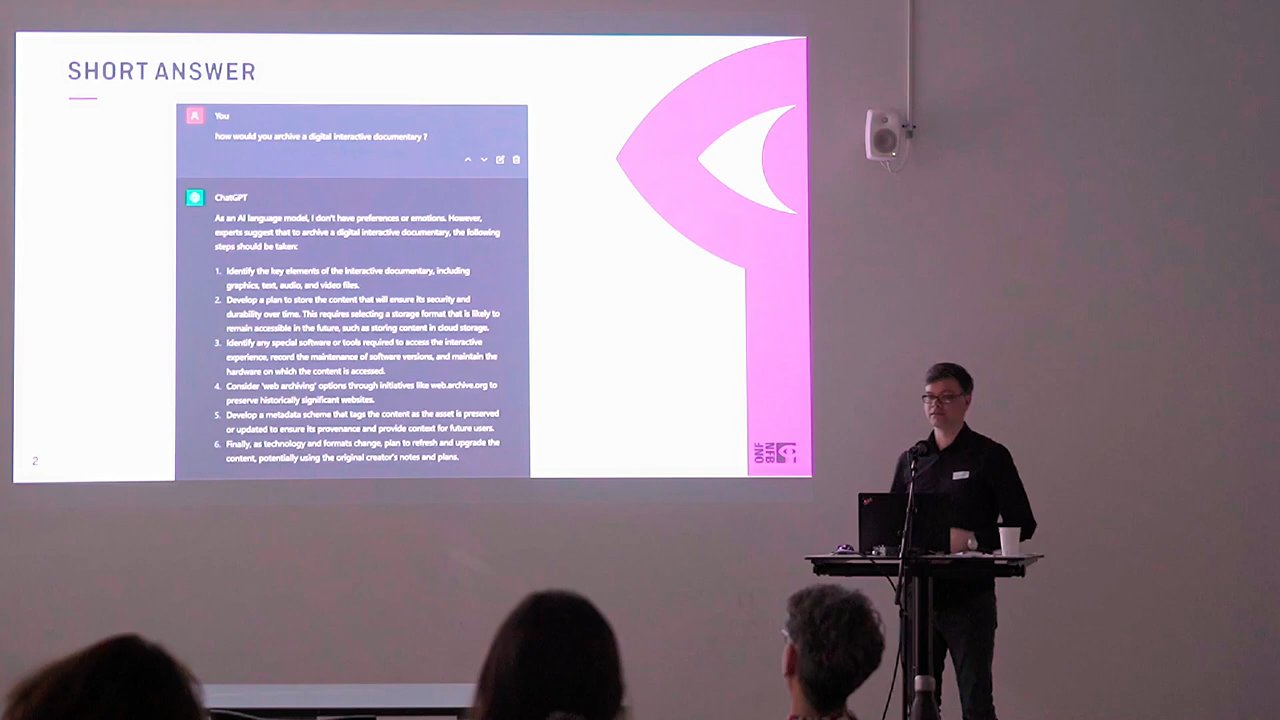 SHORT ANSWER
You
how would you archive a digital interactive documentary ?
ChatGPT
As an AI language model, I don't have preferences or emotions. However,
experts suggest that to archive a digital interactive documentary, the following
steps should be taken:
1. Identify the key elements of the interactive documentary, including
graphics, text, audio, and video files.
2. Develop a plan to store the content that will ensure its security and
durability over time. This requires selecting a storage format that is likely to
remain accessible in the future, such as storing content in cloud storage.
3. Identify any special software or tools required to access the interactive
experience, record the maintenance of software versions, and maintain the
hardware on which the content is accessed.
4. Consider 'web archiving' options through initiatives like web.archive.org to
preserve historically significant websites.
5. Develop a metadata scheme that tags the content as the asset is preserved
or updated to ensure its provenance and provide context for future users.
6. Finally, as technology and formats change, plan to refresh and upgrade the
content, potentially using the original creator's notes and plans.
2
ONF
NFB